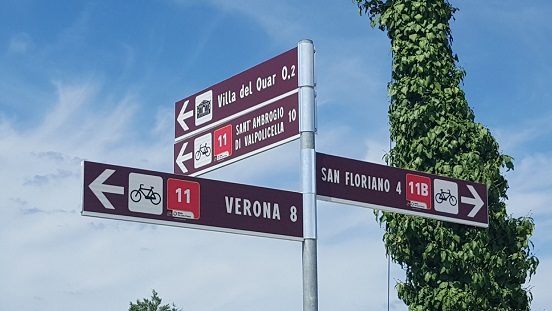 Villa del Quar 0.2
11 SANT'AMBROGIO
DI VALPOLICELLA 10
11 VERONA 8
SAN FLORIANO 4 11B